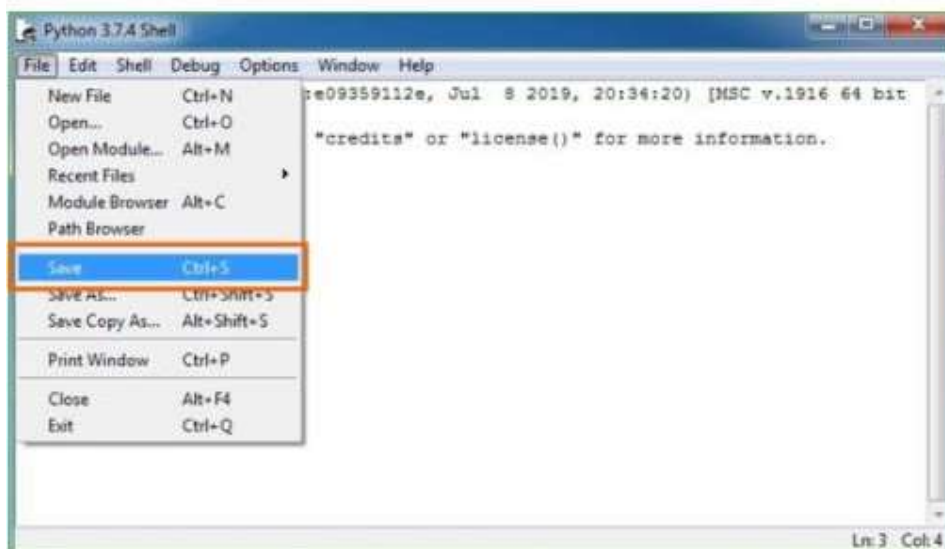 Python 3.7.4 Shell
File Edit Shell Debug Options Window Help
:e09359112e, Jul 8 2019, 20:34:20) [MSC v.1916 64 bit
"credits" or "license()" for more information.
New File Ctrl+N
Open... Ctrl+O
Open Module... Alt+M
Recent Files
Module Browser Alt+C
Path Browser
Save Ctrl+S
Save As... Ctrl+Shift+S
Save Copy As... Alt+Shift+S
Print Window Ctrl+P
Close Alt+F4
Exit Ctrl+Q
Ln: 3 Col: 4